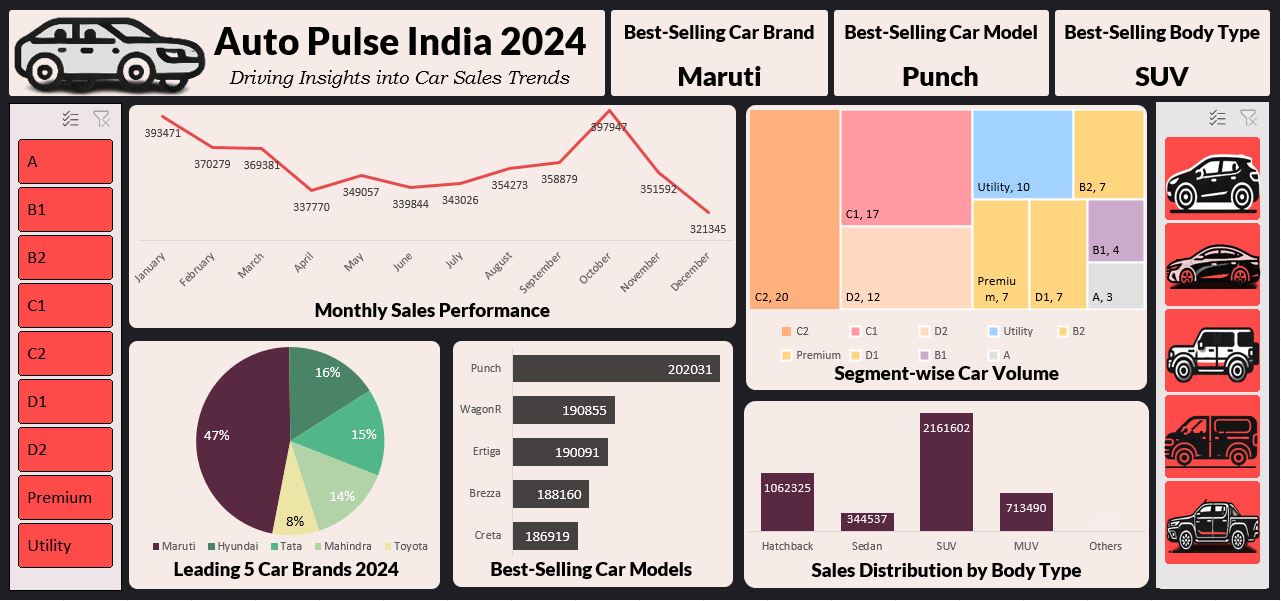 Auto Pulse India 2024
Driving Insights into Car Sales Trends
Best-Selling Car Brand
Maruti
Best-Selling Car Model
Punch
Best-Selling Body Type
SUV
A
B1
B2
C1
C2
D1
D2
Premium
Utility
393471
370279
369381
337770
349057
339844
343026
354273
358879
397947
351592
321345
January
February
March
April
May
June
July
August
September
October
November
December
Monthly Sales Performance
C2, 20
C1, 17
D2, 12
Utility, 10
B2, 7
Premiu
m, 7
D1, 7
B1, 4
A, 3
C2 C1 D2 Utility B2
Premium D1 B1 A
Segment-wise Car Volume
47%
16%
15%
14%
8%
Maruti Hyundai Tata Mahindra Toyota
Leading 5 Car Brands 2024
Punch 202031
WagonR 190855
Ertiga 190091
Brezza 188160
Creta 186919
Best-Selling Car Models
1062325
344537
2161602
713490
Hatchback Sedan SUV MUV Others
Sales Distribution by Body Type